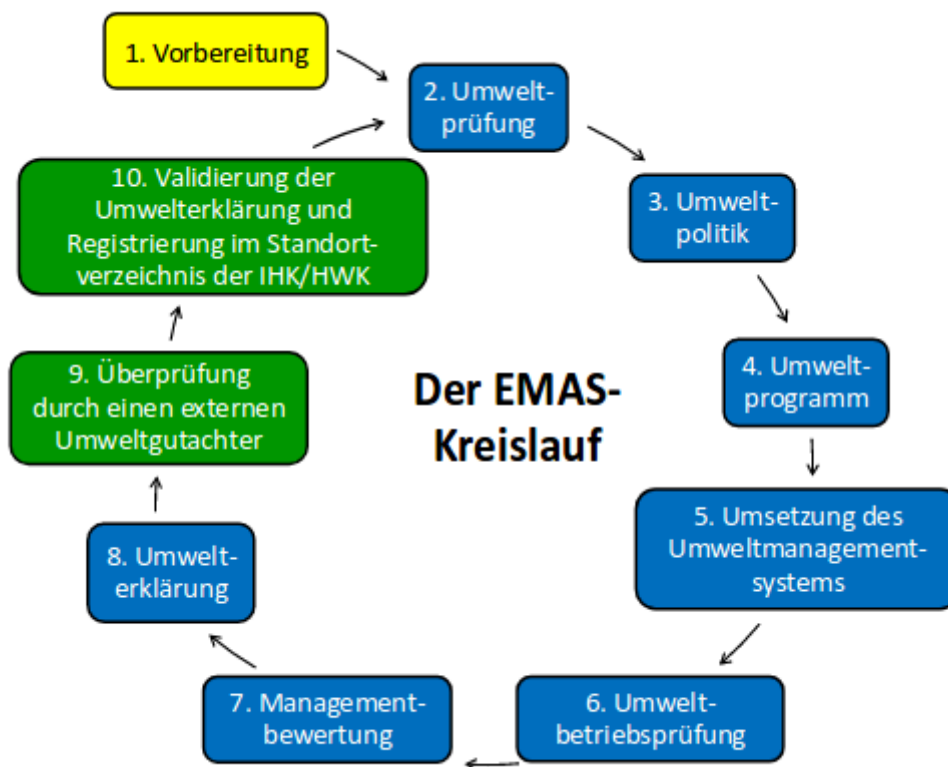 1. Vorbereitung
2. Umwelt-
prüfung
3. Umwelt-
politik
4. Umwelt-
programm
5. Umsetzung des
Umweltmanagement-
systems
6. Umwelt-
betriebsprüfung
7. Management-
bewertung
8. Umwelt-
erklärung
9. Überprüfung
durch einen externen
Umweltgutachter
10. Validierung der
Umwelterklärung und
Registrierung im Standort-
verzeichnis der IHK/HWK
Der EMAS-
Kreislauf